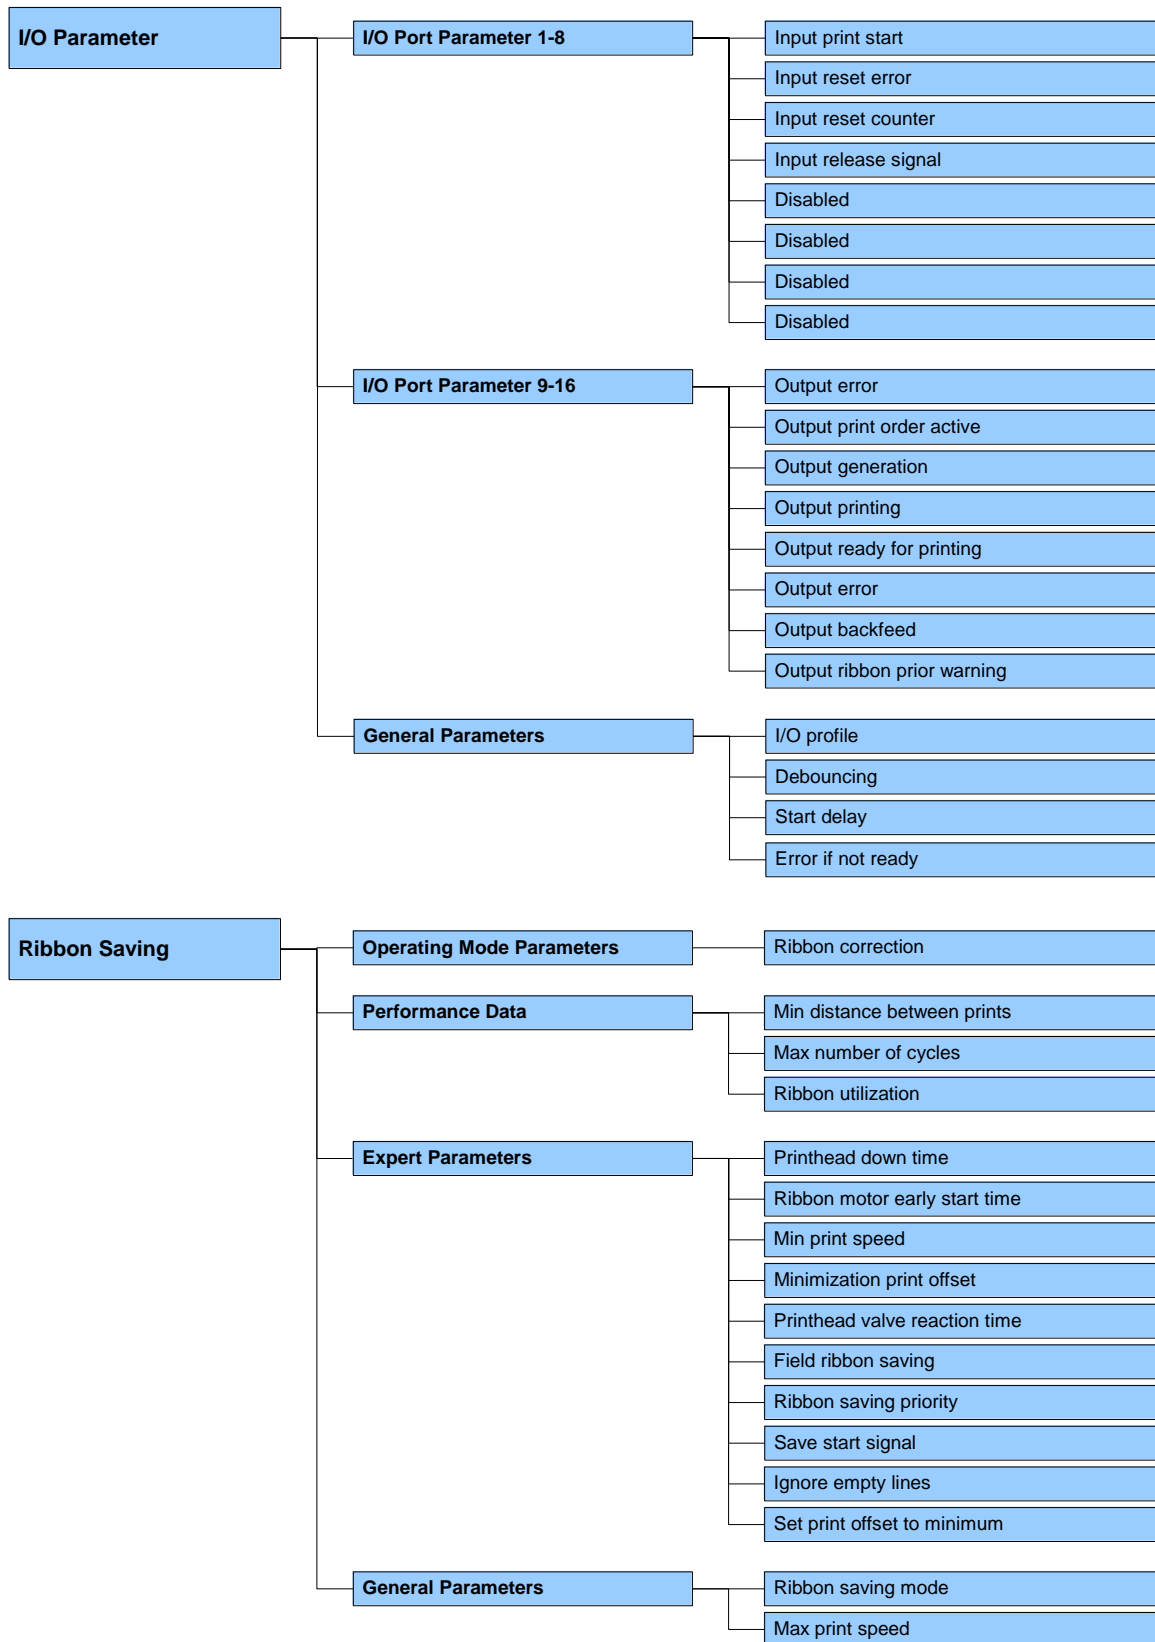 I/O Parameter
I/O Port Parameter 1-8
Input print start
Input reset error
Input reset counter
Input release signal
Disabled
Disabled
Disabled
Disabled
I/O Port Parameter 9-16
Output error
Output print order active
Output generation
Output printing
Output ready for printing
Output error
Output backfeed
Output ribbon prior warning
General Parameters
I/O profile
Debouncing
Start delay
Error if not ready
Ribbon Saving
Operating Mode Parameters
Ribbon correction
Performance Data
Min distance between prints
Max number of cycles
Ribbon utilization
Expert Parameters
Printhead down time
Ribbon motor early start time
Min print speed
Minimization print offset
Printhead valve reaction time
Field ribbon saving
Ribbon saving priority
Save start signal
Ignore empty lines
Set print offset to minimum
General Parameters
Ribbon saving mode
Max print speed